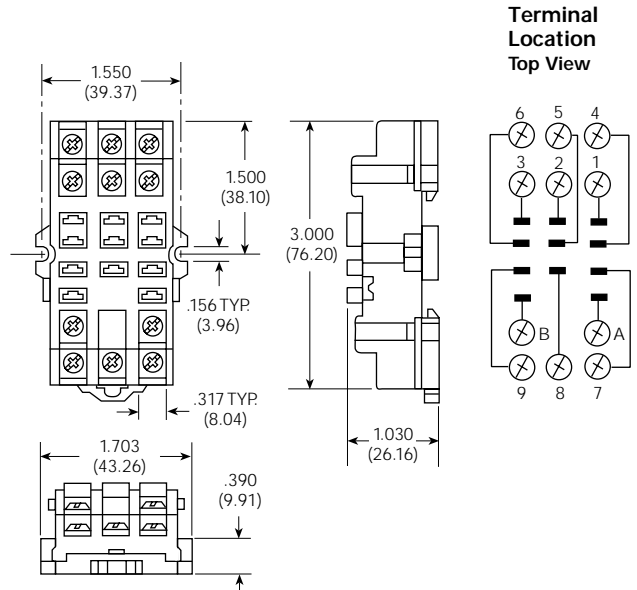 Terminal
Location
Top View
1.550
(39.37)
1.500
(38.10)
3.000
(76.20)
.156 TYP.
(3.96)
.317 TYP.
(8.04)
1.030
(26.16)
1.703
(43.26)
.390
(9.91)
6 5 4
3 2 1
B A
9 8 7